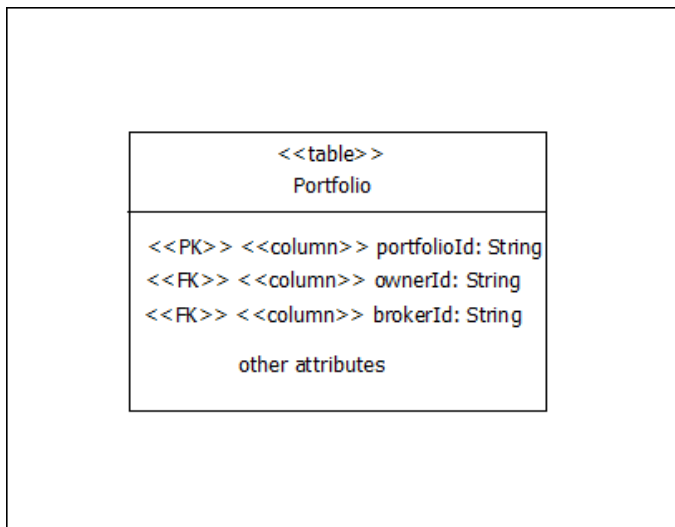 <<table>>
Portfolio
<<PK>> <<column>> portfolioId: String
<<FK>> <<column>> ownerId: String
<<FK>> <<column>> brokerId: String
other attributes